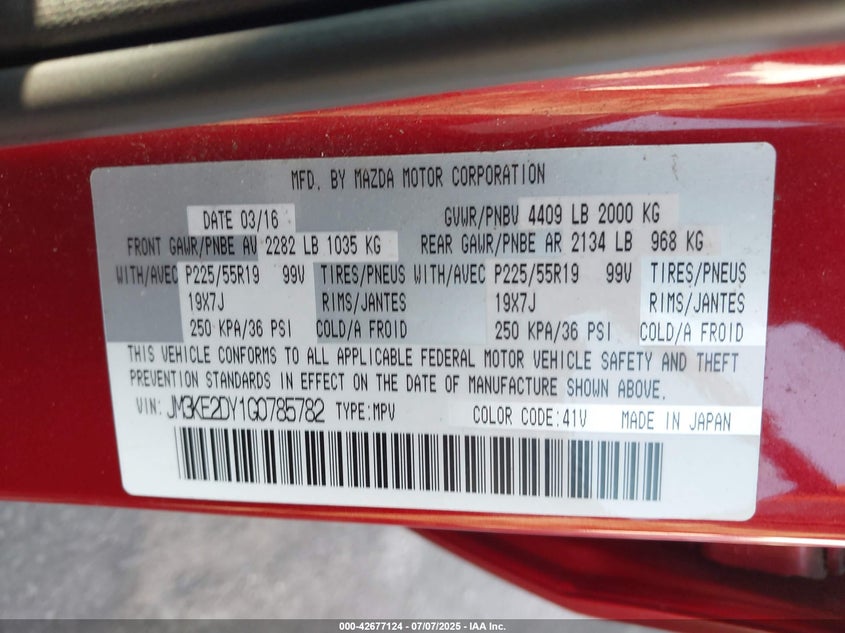 MFD. BY MAZDA MOTOR CORPORATION
DATE 03/16 GVWR/PNBV 4409 LB 2000 KG
FRONT GAWR/PNBE AV 2282 LB 1035 KG REAR GAWR/PNBE AR 2134 LB 968 KG
WITH/AVEC P225/55R19 99V TIRES/PNEUS WITH/AVEC P225/55R19 99V TIRES/PNEUS
19X7J RIMS/JANTES 19X7J RIMS/JANTES
250 KPA/36 PSI COLD/A FROID 250 KPA/36 PSI COLD/A FROID
THIS VEHICLE CONFORMS TO ALL APPLICABLE FEDERAL MOTOR VEHICLE SAFETY AND THEFT
PREVENTION STANDARDS IN EFFECT ON THE DATE OF MANUFACTURE SHOWN ABOVE.
VIN: JM3KE2DY1G0785782 TYPE:MPV COLOR CODE:41V MADE IN JAPAN
000-42677124 - 07/07/2025 - IAA Inc.